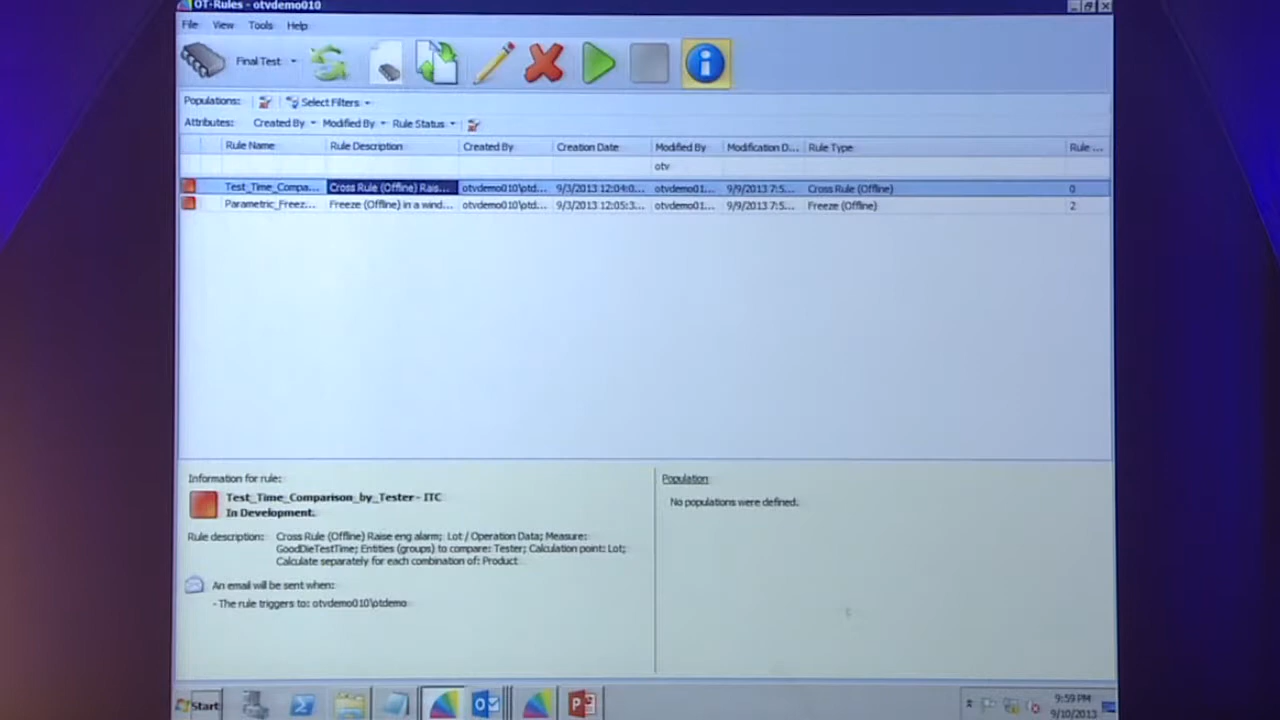 OT-Rules - otvdemo010
File View Tools Help
Final Test
Populations: Select Filters
Attributes: Created By Modified By Rule Status
Rule Name Rule Description Created By Creation Date Modified By Modification D... Rule Type Rule ...
otv
Test_Time_Compa... Cross Rule (Offline) Rais... otvdemo010\ptd... 9/3/2013 12:04:0... otvdemo01... 9/9/2013 7:5... Cross Rule (Offline) 0
Parametric_Freez... Freeze (Offline) in a wind... otvdemo010\ptd... 9/3/2013 12:05:3... otvdemo01... 9/9/2013 7:5... Freeze (Offline) 2
Information for rule:
Test_Time_Comparison_by_Tester - ITC
In Development.
Rule description: Cross Rule (Offline) Raise eng alarm; Lot / Operation Data; Measure:
GoodDieTestTime; Entities (groups) to compare: Tester; Calculation point: Lot;
Calculate separately for each combination of: Product
An email will be sent when:
- The rule triggers to: otvdemo010\ptdemo
Population
No populations were defined.
Start
9:59 PM
9/10/2013